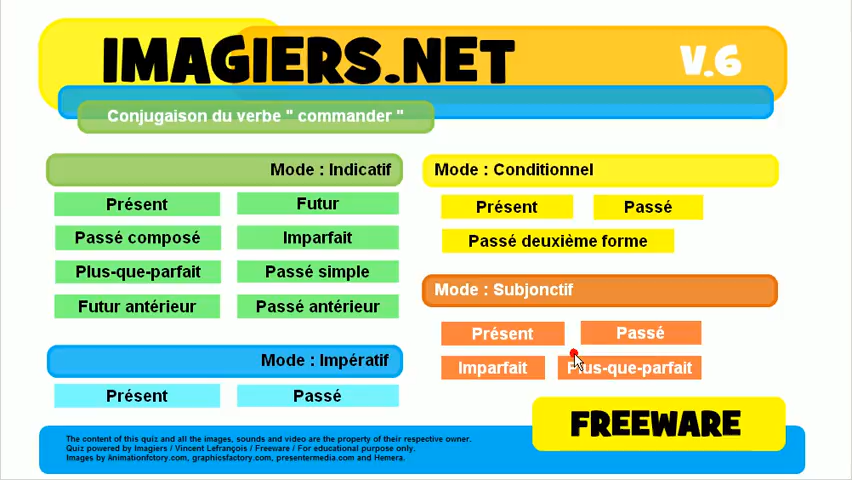 IMAGIERS.NET
V.6
Conjugaison du verbe " commander "
Mode : Indicatif
Présent
Futur
Passé composé
Imparfait
Plus-que-parfait
Passé simple
Futur antérieur
Passé antérieur
Mode : Impératif
Présent
Passé
Mode : Conditionnel
Présent
Passé
Passé deuxième forme
Mode : Subjonctif
Présent
Passé
Imparfait
Plus-que-parfait
FREEWARE
The content of this quiz and all the images, sounds and video are the property of their respective owner.
Quiz powered by Imagiers / Vincent Lefrançois / Freeware / For educational purpose only.
Images by Animationfctory.com, graphicsfactory.com, presentermedia.com and Hemera.